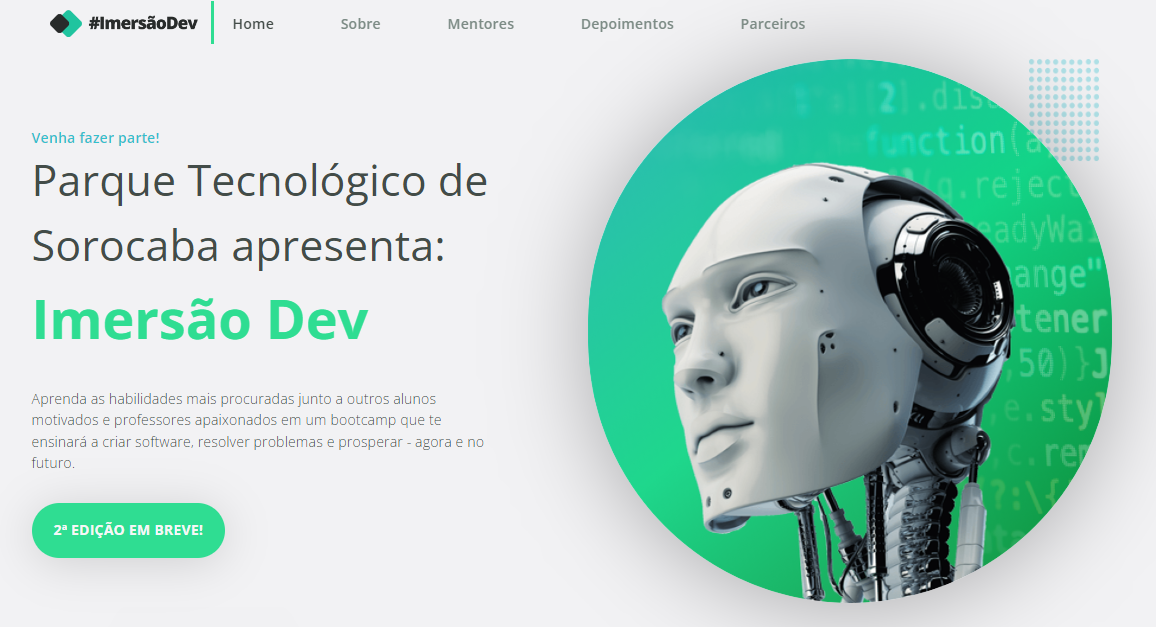 #ImersãoDev
Home
Sobre
Mentores
Depoimentos
Parceiros
Venha fazer parte!
Parque Tecnológico de
Sorocaba apresenta:
Imersão Dev
Aprenda as habilidades mais procuradas junto a outros alunos
motivados e professores apaixonados em um bootcamp que te
ensinará a criar software, resolver problemas e prosperar - agora e no
futuro.
2ª EDIÇÃO EM BREVE!
2].dis
function(a
(g.reject
eadyWa
ange"
tener
,50)}]
,e.sty
,c.rem
?:\{